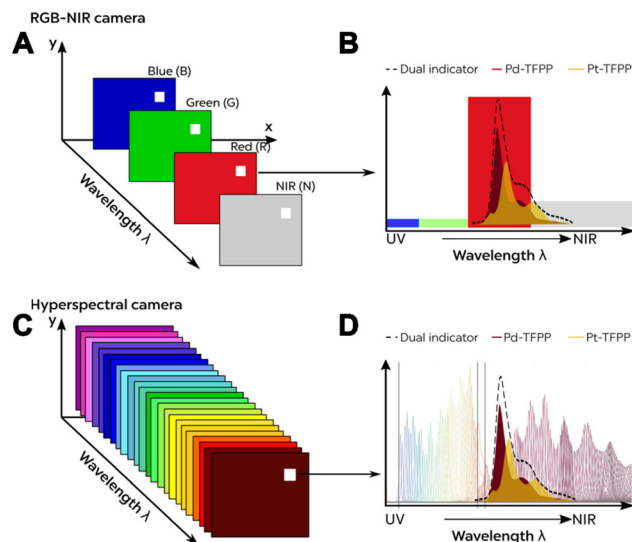 RGB-NIR camera
A
y
Blue (B)
Green (G)
x
Red (R)
NIR (N)
Wavelength λ
B
Dual indicator Pd-TFPP Pt-TFPP
UV NIR
Wavelength λ
Hyperspectral camera
C
y
Wavelength λ
D
Dual indicator Pd-TFPP Pt-TFPP
UV NIR
Wavelength λ